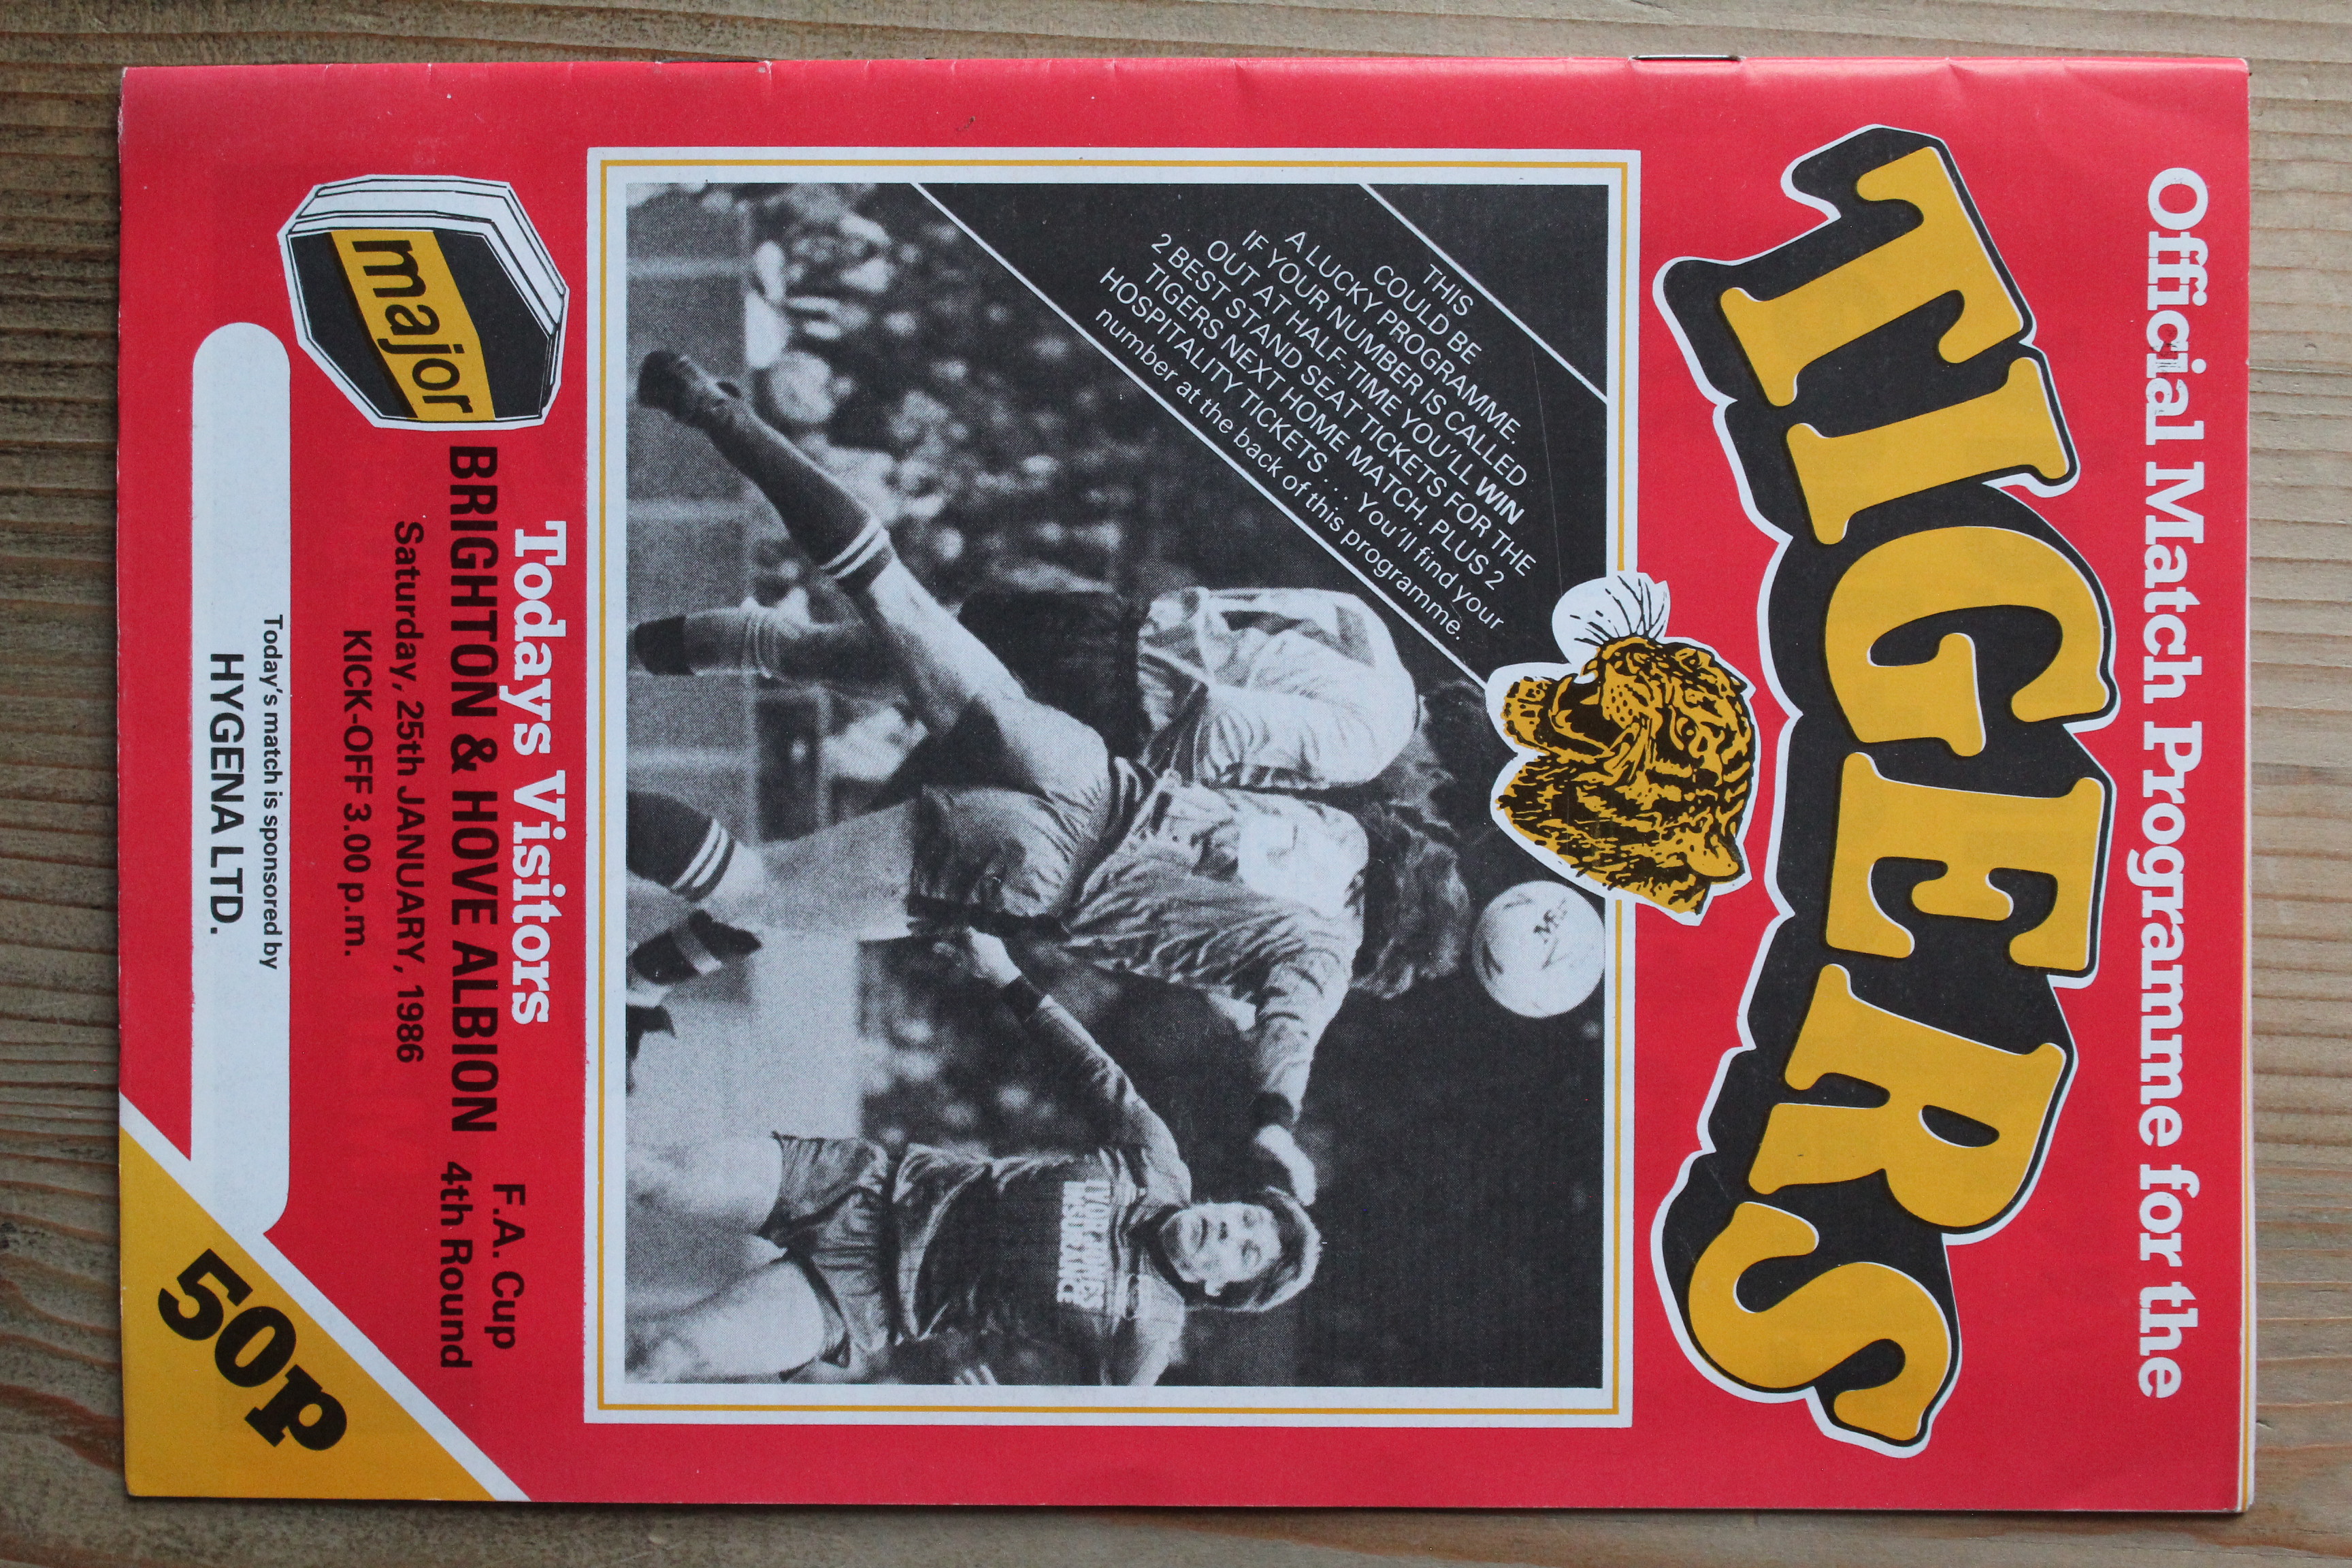 Official Match Programme for the
TIGERS
THIS
COULD BE
A LUCKY PROGRAMME.
IF YOUR NUMBER IS CALLED
OUT AT HALF-TIME YOU'LL WIN
2 BEST STAND SEAT TICKETS FOR THE
TIGERS NEXT HOME MATCH. PLUS 2
HOSPITALITY TICKETS . . . You'll find your
number at the back of this programme.
major
Todays Visitors
BRIGHTON & HOVE ALBION
Saturday, 25th JANUARY, 1986
KICK-OFF 3.00 p.m.
F.A. Cup
4th Round
Today's match is sponsored by
HYGENA LTD.
50p